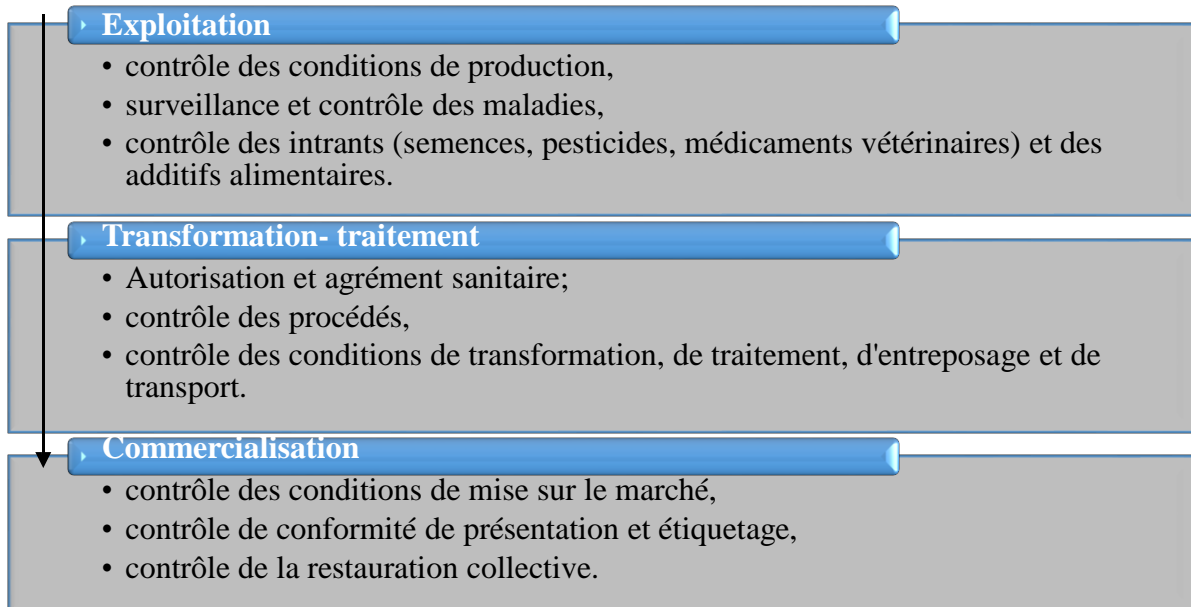 Exploitation
• contrôle des conditions de production,
• surveillance et contrôle des maladies,
• contrôle des intrants (semences, pesticides, médicaments vétérinaires) et des
additifs alimentaires.
Transformation- traitement
• Autorisation et agrément sanitaire;
• contrôle des procédés,
• contrôle des conditions de transformation, de traitement, d'entreposage et de
transport.
Commercialisation
• contrôle des conditions de mise sur le marché,
• contrôle de conformité de présentation et étiquetage,
• contrôle de la restauration collective.